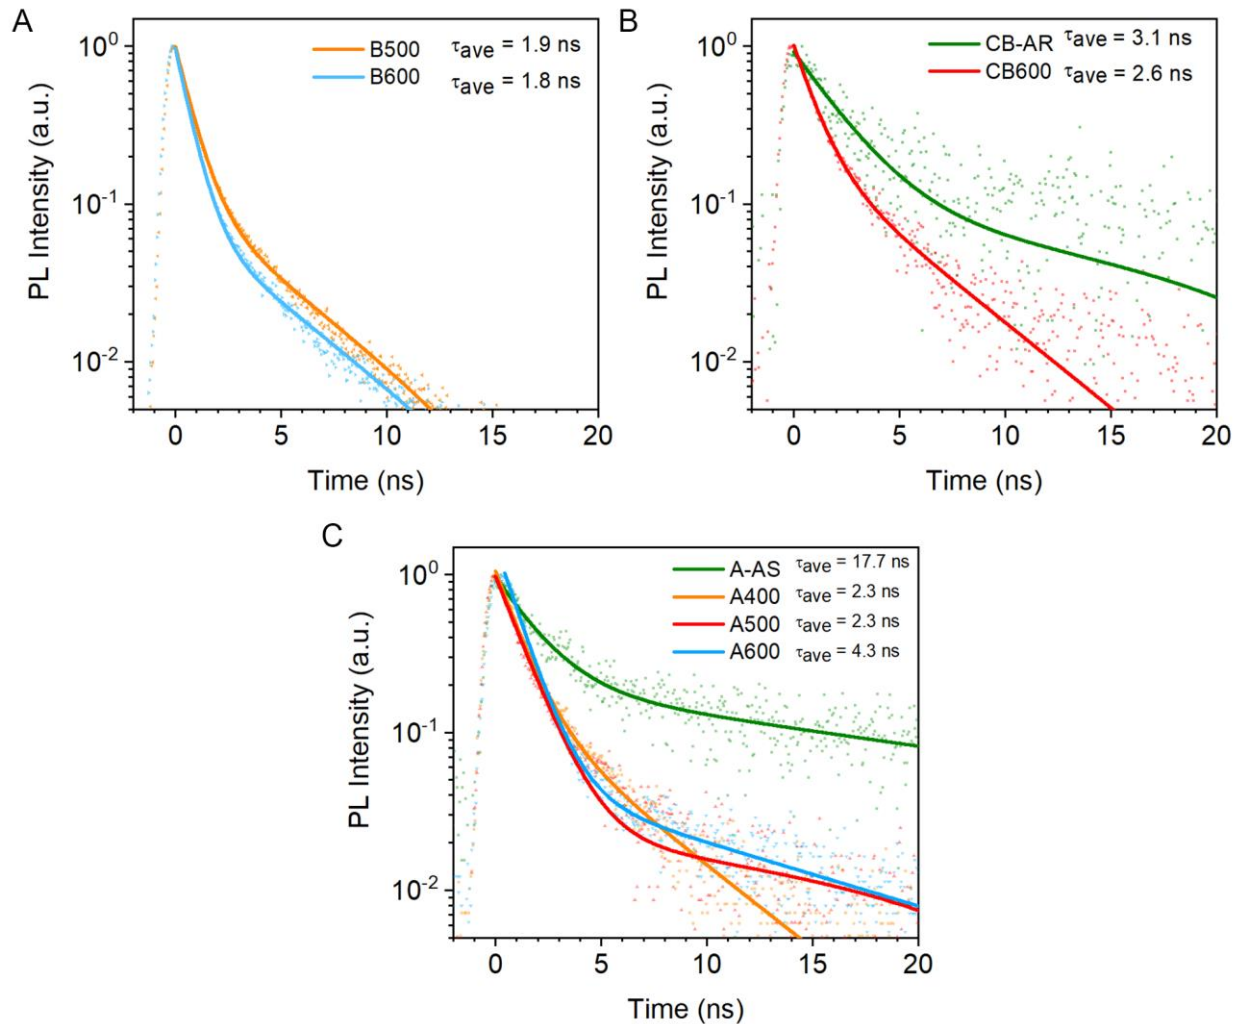 A
B500 τave = 1.9 ns
B600 τave = 1.8 ns
10⁰
10⁻¹
10⁻²
PL Intensity (a.u.)
0 5 10 15 20
Time (ns)
B
CB-AR τave = 3.1 ns
CB600 τave = 2.6 ns
10⁰
10⁻¹
10⁻²
PL Intensity (a.u.)
0 5 10 15 20
Time (ns)
C
A-AS τave = 17.7 ns
A400 τave = 2.3 ns
A500 τave = 2.3 ns
A600 τave = 4.3 ns
10⁰
10⁻¹
10⁻²
PL Intensity (a.u.)
0 5 10 15 20
Time (ns)